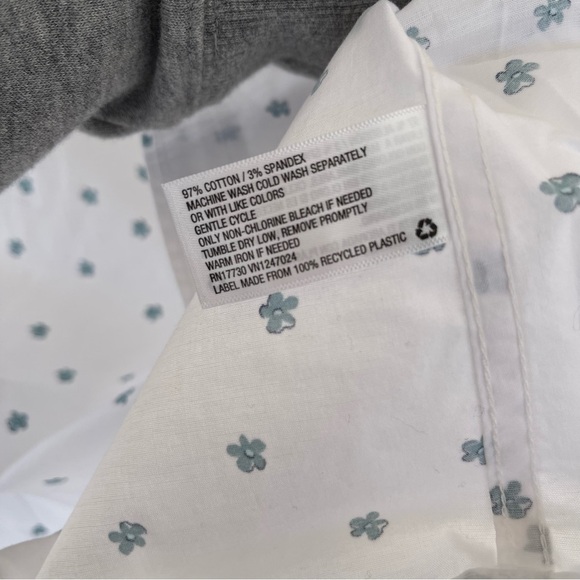 97% COTTON / 3% SPANDEX
MACHINE WASH COLD WASH SEPARATELY
OR WITH LIKE COLORS
GENTLE CYCLE
ONLY NON-CHLORINE BLEACH IF NEEDED
TUMBLE DRY LOW, REMOVE PROMPTLY
WARM IRON IF NEEDED
RN17730 VN1247024
LABEL MADE FROM 100% RECYCLED PLASTIC